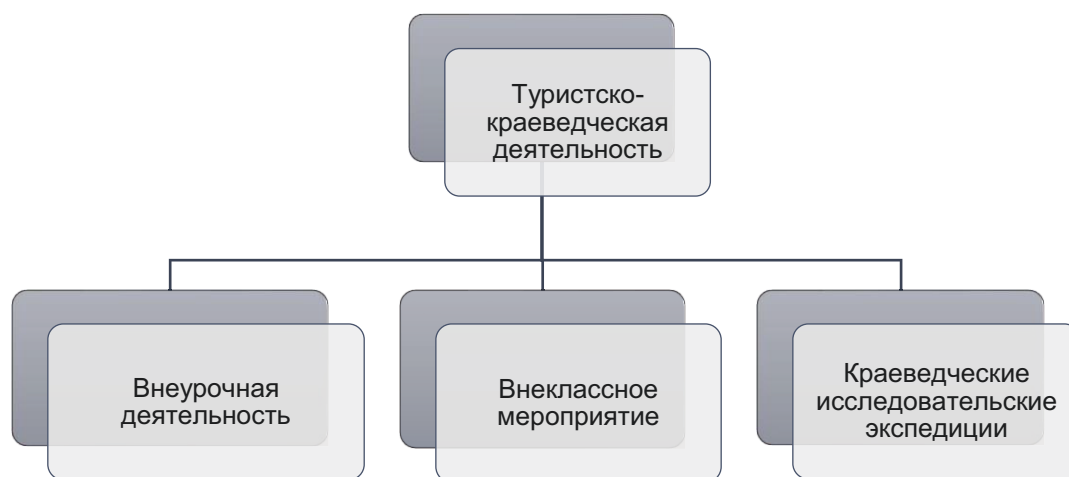 Туристско-
краеведческая
деятельность
Внеурочная
деятельность
Внеклассное
мероприятие
Краеведческие
исследовательские
экспедиции